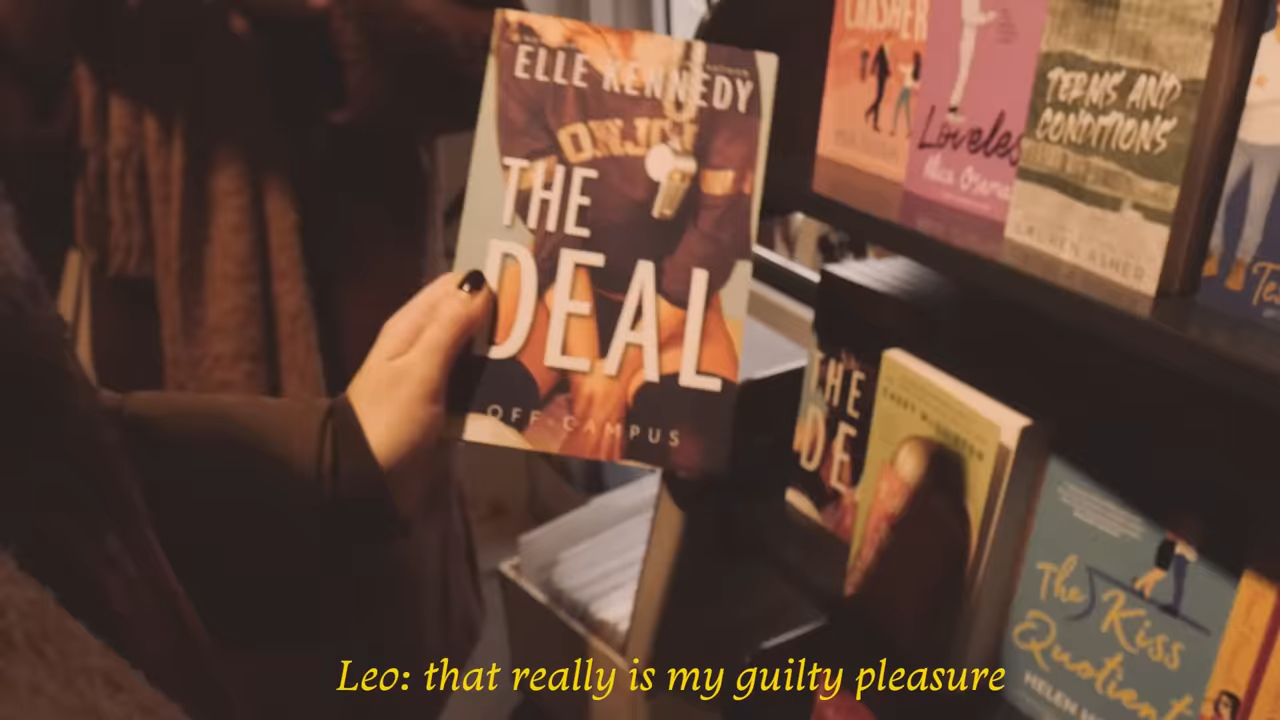 ELLE KENNEDY
THE
DEAL
OFF-CAMPUS
CRASHER
Loveless
Alice Oseman
TERMS AND
CONDITIONS
LAUREN ASHER
THE
DE
The Kiss
Quotient
HELEN
Leo: that really is my guilty pleasure